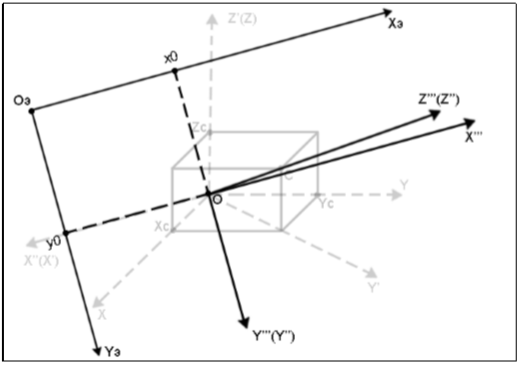 Z'(Z)
Xэ
x0
Oэ
Z'''(Z'')
X'''
Zc
C
Y
O
Yc
Xc
y0
X''(X')
Y'
X
Y'''(Y'')
Yэ